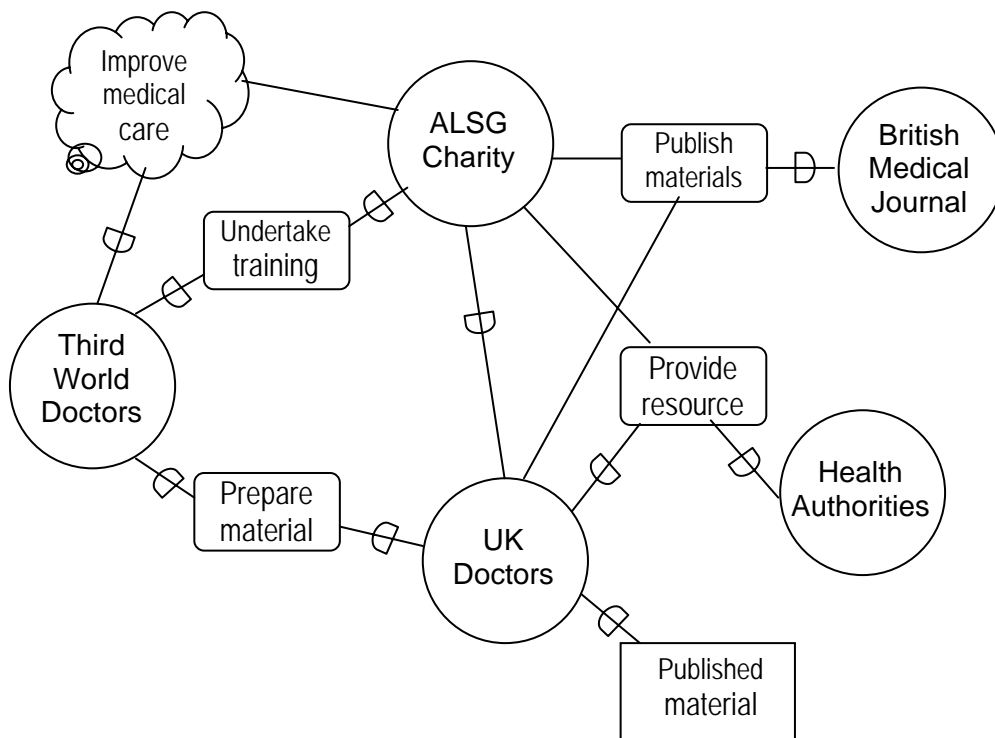 Improve
medical
care
ALSG
Charity
Publish
materials
British
Medical
Journal
Undertake
training
Third
World
Doctors
Provide
resource
Health
Authorities
Prepare
material
UK
Doctors
Published
material